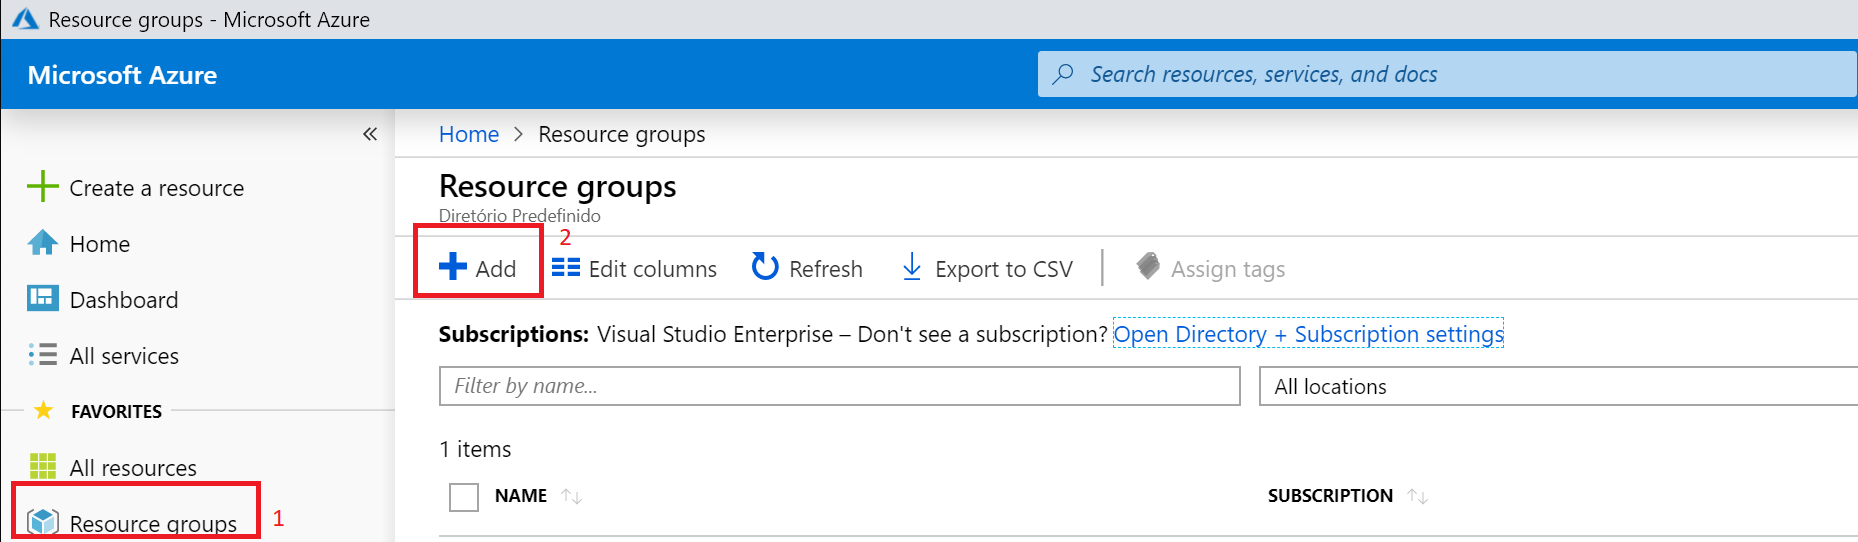 Resource groups - Microsoft Azure
Microsoft Azure
Search resources, services, and docs
Create a resource
Home
Dashboard
All services
FAVORITES
All resources
Resource groups
1
Home > Resource groups
Resource groups
Diretório Predefinido
2
Add
Edit columns
Refresh
Export to CSV
Assign tags
Subscriptions: Visual Studio Enterprise – Don't see a subscription? Open Directory + Subscription settings
Filter by name...
All locations
1 items
NAME
SUBSCRIPTION